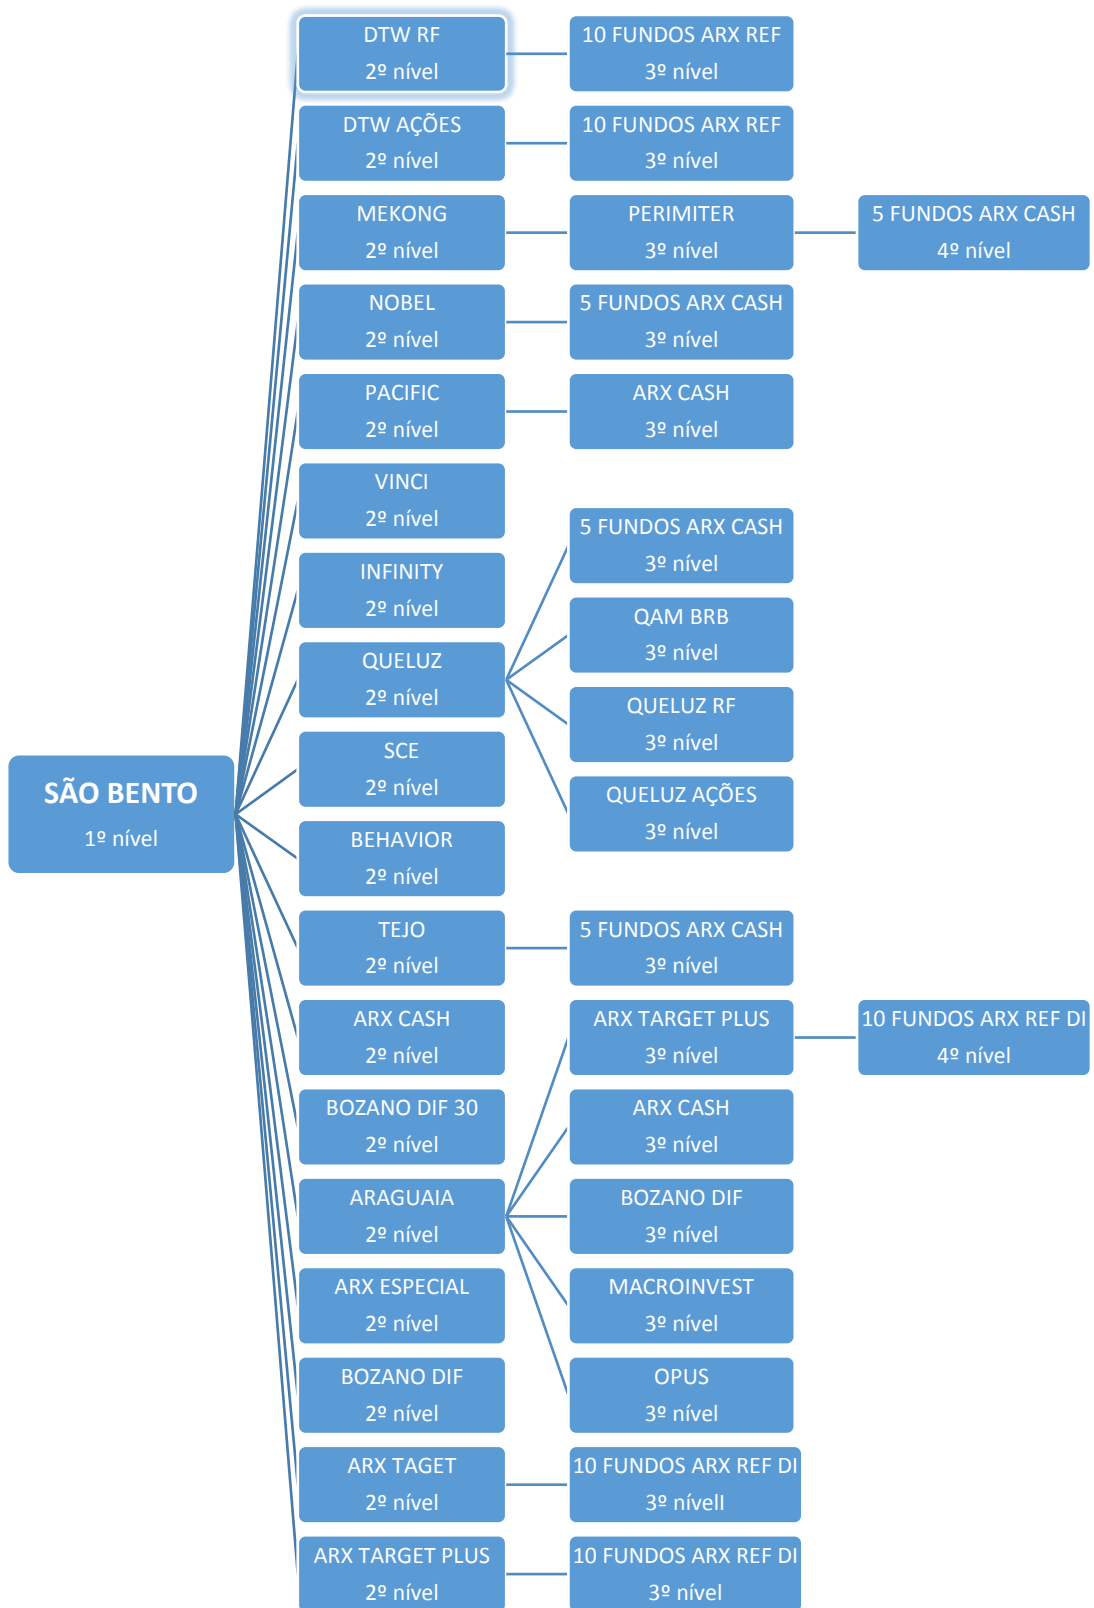 DTW RF
2º nível
10 FUNDOS ARX REF
3º nível
DTW AÇÕES
2º nível
10 FUNDOS ARX REF
3º nível
MEKONG
2º nível
PERIMITER
3º nível
5 FUNDOS ARX CASH
4º nível
NOBEL
2º nível
5 FUNDOS ARX CASH
3º nível
PACIFIC
2º nível
ARX CASH
3º nível
VINCI
2º nível
INFINITY
2º nível
QUELUZ
2º nível
5 FUNDOS ARX CASH
3º nível
QAM BRB
3º nível
QUELUZ RF
3º nível
QUELUZ AÇÕES
3º nível
SÃO BENTO
1º nível
SCE
2º nível
BEHAVIOR
2º nível
TEJO
2º nível
5 FUNDOS ARX CASH
3º nível
ARX CASH
2º nível
BOZANO DIF 30
2º nível
ARAGUAIA
2º nível
ARX TARGET PLUS
3º nível
10 FUNDOS ARX REF DI
4º nível
ARX CASH
3º nível
BOZANO DIF
3º nível
MACROINVEST
3º nível
OPUS
3º nível
ARX ESPECIAL
2º nível
BOZANO DIF
2º nível
ARX TAGET
2º nível
10 FUNDOS ARX REF DI
3º nívelI
ARX TARGET PLUS
2º nível
10 FUNDOS ARX REF DI
3º nível